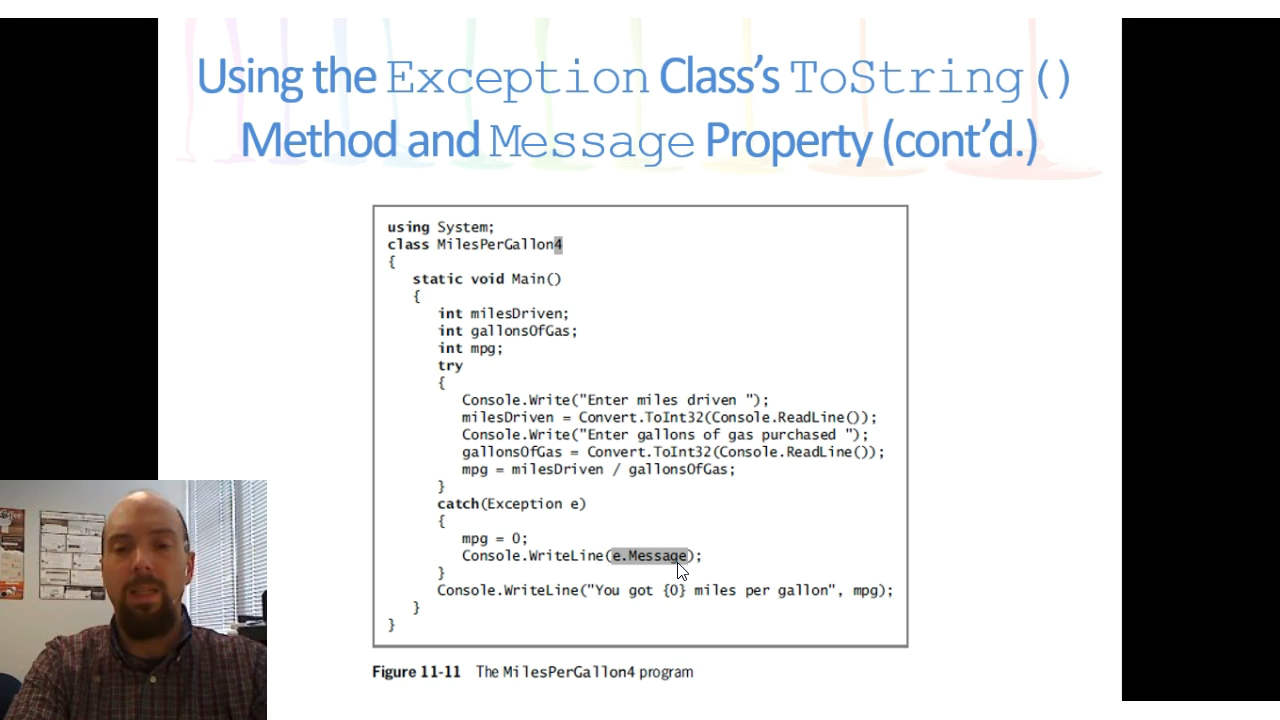 Using the Exception Class’s ToString()
Method and Message Property (cont’d.)
using System;
class MilesPerGallon4
{
static void Main()
{
int milesDriven;
int gallonsOfGas;
int mpg;
try
{
Console.Write("Enter miles driven ");
milesDriven = Convert.ToInt32(Console.ReadLine());
Console.Write("Enter gallons of gas purchased ");
gallonsOfGas = Convert.ToInt32(Console.ReadLine());
mpg = milesDriven / gallonsOfGas;
}
catch(Exception e)
{
mpg = 0;
Console.WriteLine(e.Message);
}
Console.WriteLine("You got {0} miles per gallon", mpg);
}
}
Figure 11-11 The MilesPerGallon4 program